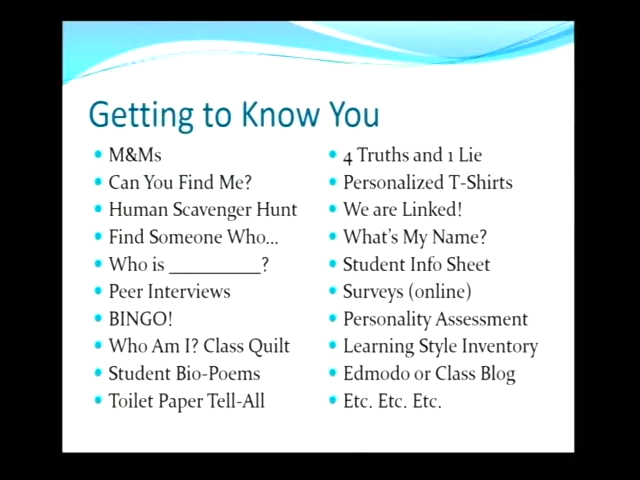 Getting to Know You
M&Ms
Can You Find Me?
Human Scavenger Hunt
Find Someone Who...
Who is _________?
Peer Interviews
BINGO!
Who Am I? Class Quilt
Student Bio-Poems
Toilet Paper Tell-All
4 Truths and 1 Lie
Personalized T-Shirts
We are Linked!
What's My Name?
Student Info Sheet
Surveys (online)
Personality Assessment
Learning Style Inventory
Edmodo or Class Blog
Etc. Etc. Etc.